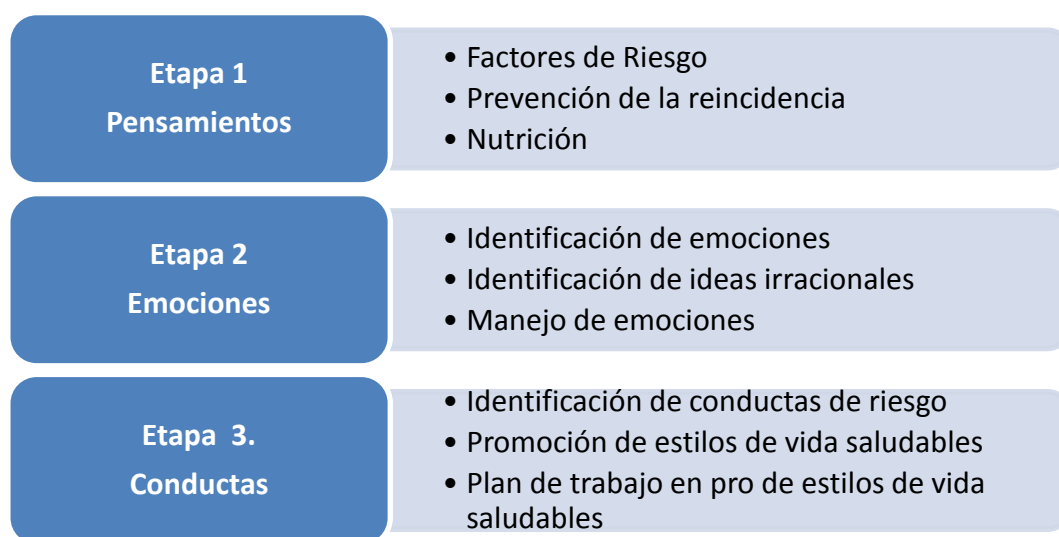 Etapa 1
Pensamientos
• Factores de Riesgo
• Prevención de la reincidencia
• Nutrición
Etapa 2
Emociones
• Identificación de emociones
• Identificación de ideas irracionales
• Manejo de emociones
Etapa  3.
Conductas
• Identificación de conductas de riesgo
• Promoción de estilos de vida saludables
• Plan de trabajo en pro de estilos de vida
saludables